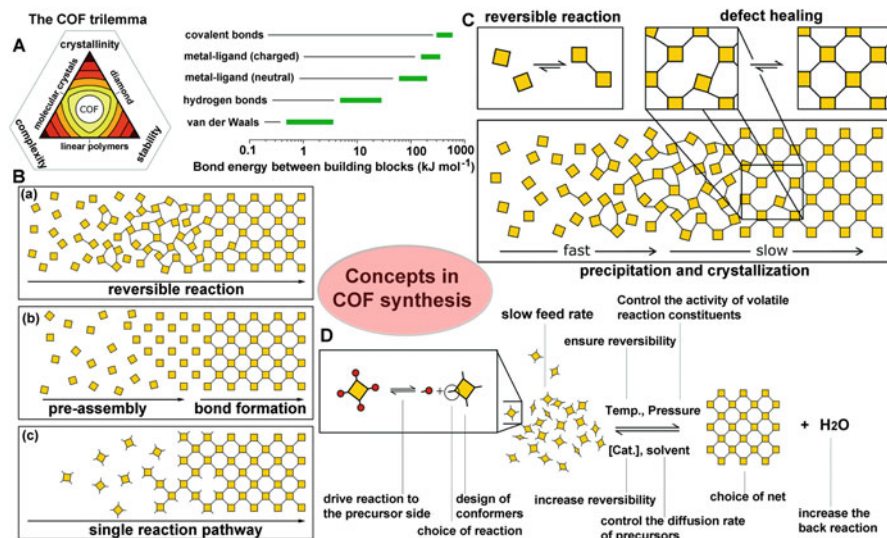 The COF trilemma
A
crystallinity
molecular crystals
diamond
COF
linear polymers
complexity
stability
covalent bonds
metal-ligand (charged)
metal-ligand (neutral)
hydrogen bonds
van der Waals
0.1 1 10 100 1000
Bond energy between building blocks (kJ mol⁻¹)
B
(a)
reversible reaction
(b)
pre-assembly
bond formation
(c)
single reaction pathway
Concepts in
COF synthesis
C
reversible reaction
defect healing
fast
slow
precipitation and crystallization
D
slow feed rate
Control the activity of volatile
reaction constituents
ensure reversibility
+
Temp., Pressure
[Cat.], solvent
+ H2O
drive reaction to
the precursor side
design of
conformers
choice of reaction
increase reversibility
control the diffusion rate
of precursors
choice of net
increase the
back reaction